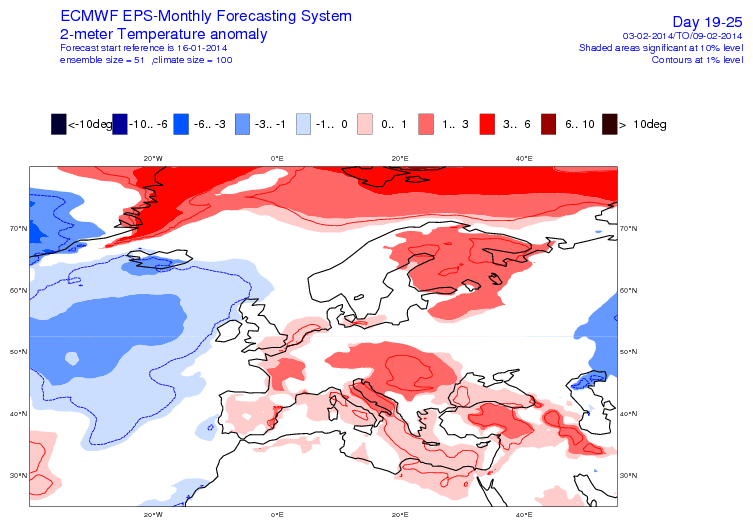 ECMWF EPS-Monthly Forecasting System
2-meter Temperature anomaly
Forecast start reference is 16-01-2014
ensemble size = 51 ,climate size = 100
Day 19-25
03-02-2014/TO/09-02-2014
Shaded areas significant at 10% level
Contours at 1% level
<-10deg -10.. -6 -6.. -3 -3.. -1 -1.. 0 0.. 1 1.. 3 3.. 6 6.. 10 > 10deg
20°W 0°E 20°E 40°E
70°N 70°N
60°N 60°N
50°N 50°N
40°N 40°N
30°N 30°N
20°W 0°E 20°E 40°E